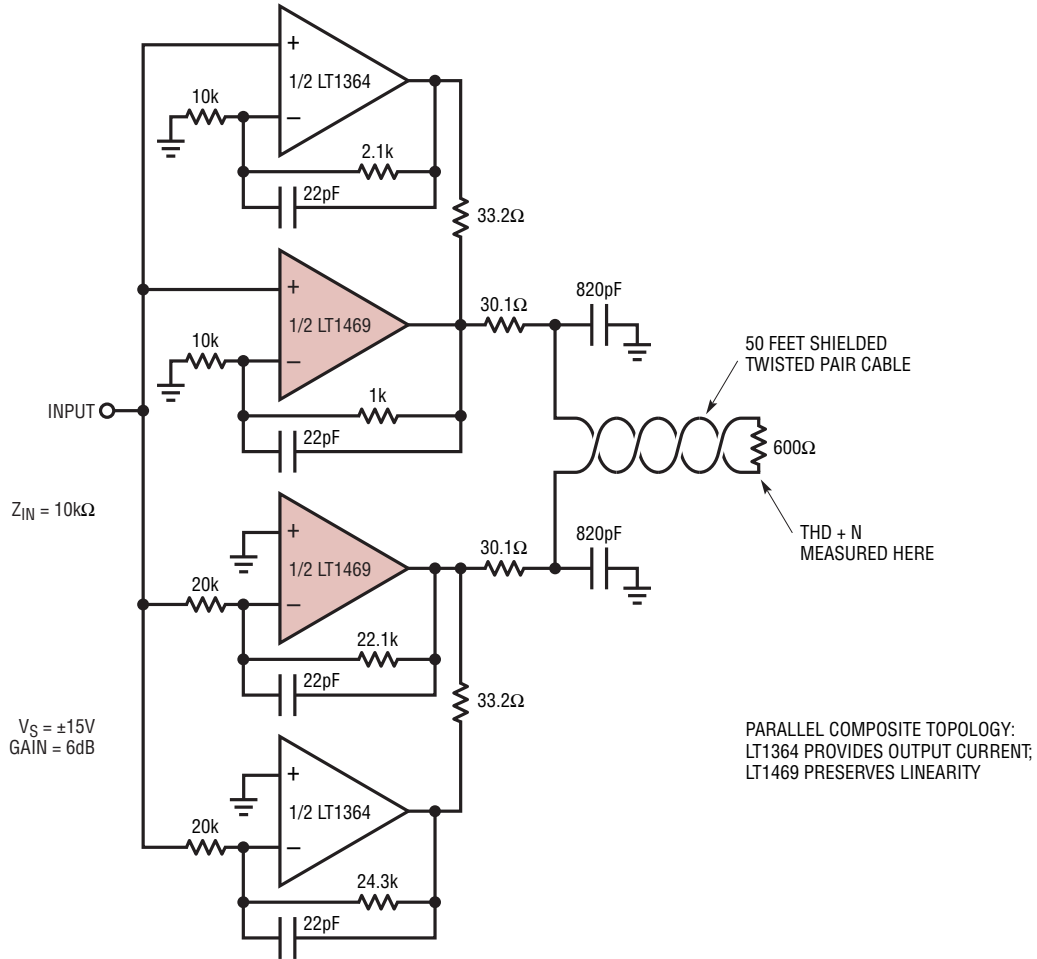 +
1/2 LT1364
10k
–
2.1k
22pF
33.2Ω
+
1/2 LT1469
30.1Ω
820pF
10k
–
50 FEET SHIELDED
TWISTED PAIR CABLE
1k
INPUT
22pF
600Ω
ZIN = 10kΩ
+
30.1Ω
820pF
THD + N
MEASURED HERE
1/2 LT1469
20k
–
22.1k
22pF
33.2Ω
VS = ±15V
GAIN = 6dB
PARALLEL COMPOSITE TOPOLOGY:
LT1364 PROVIDES OUTPUT CURRENT;
LT1469 PRESERVES LINEARITY
+
1/2 LT1364
20k
–
24.3k
22pF